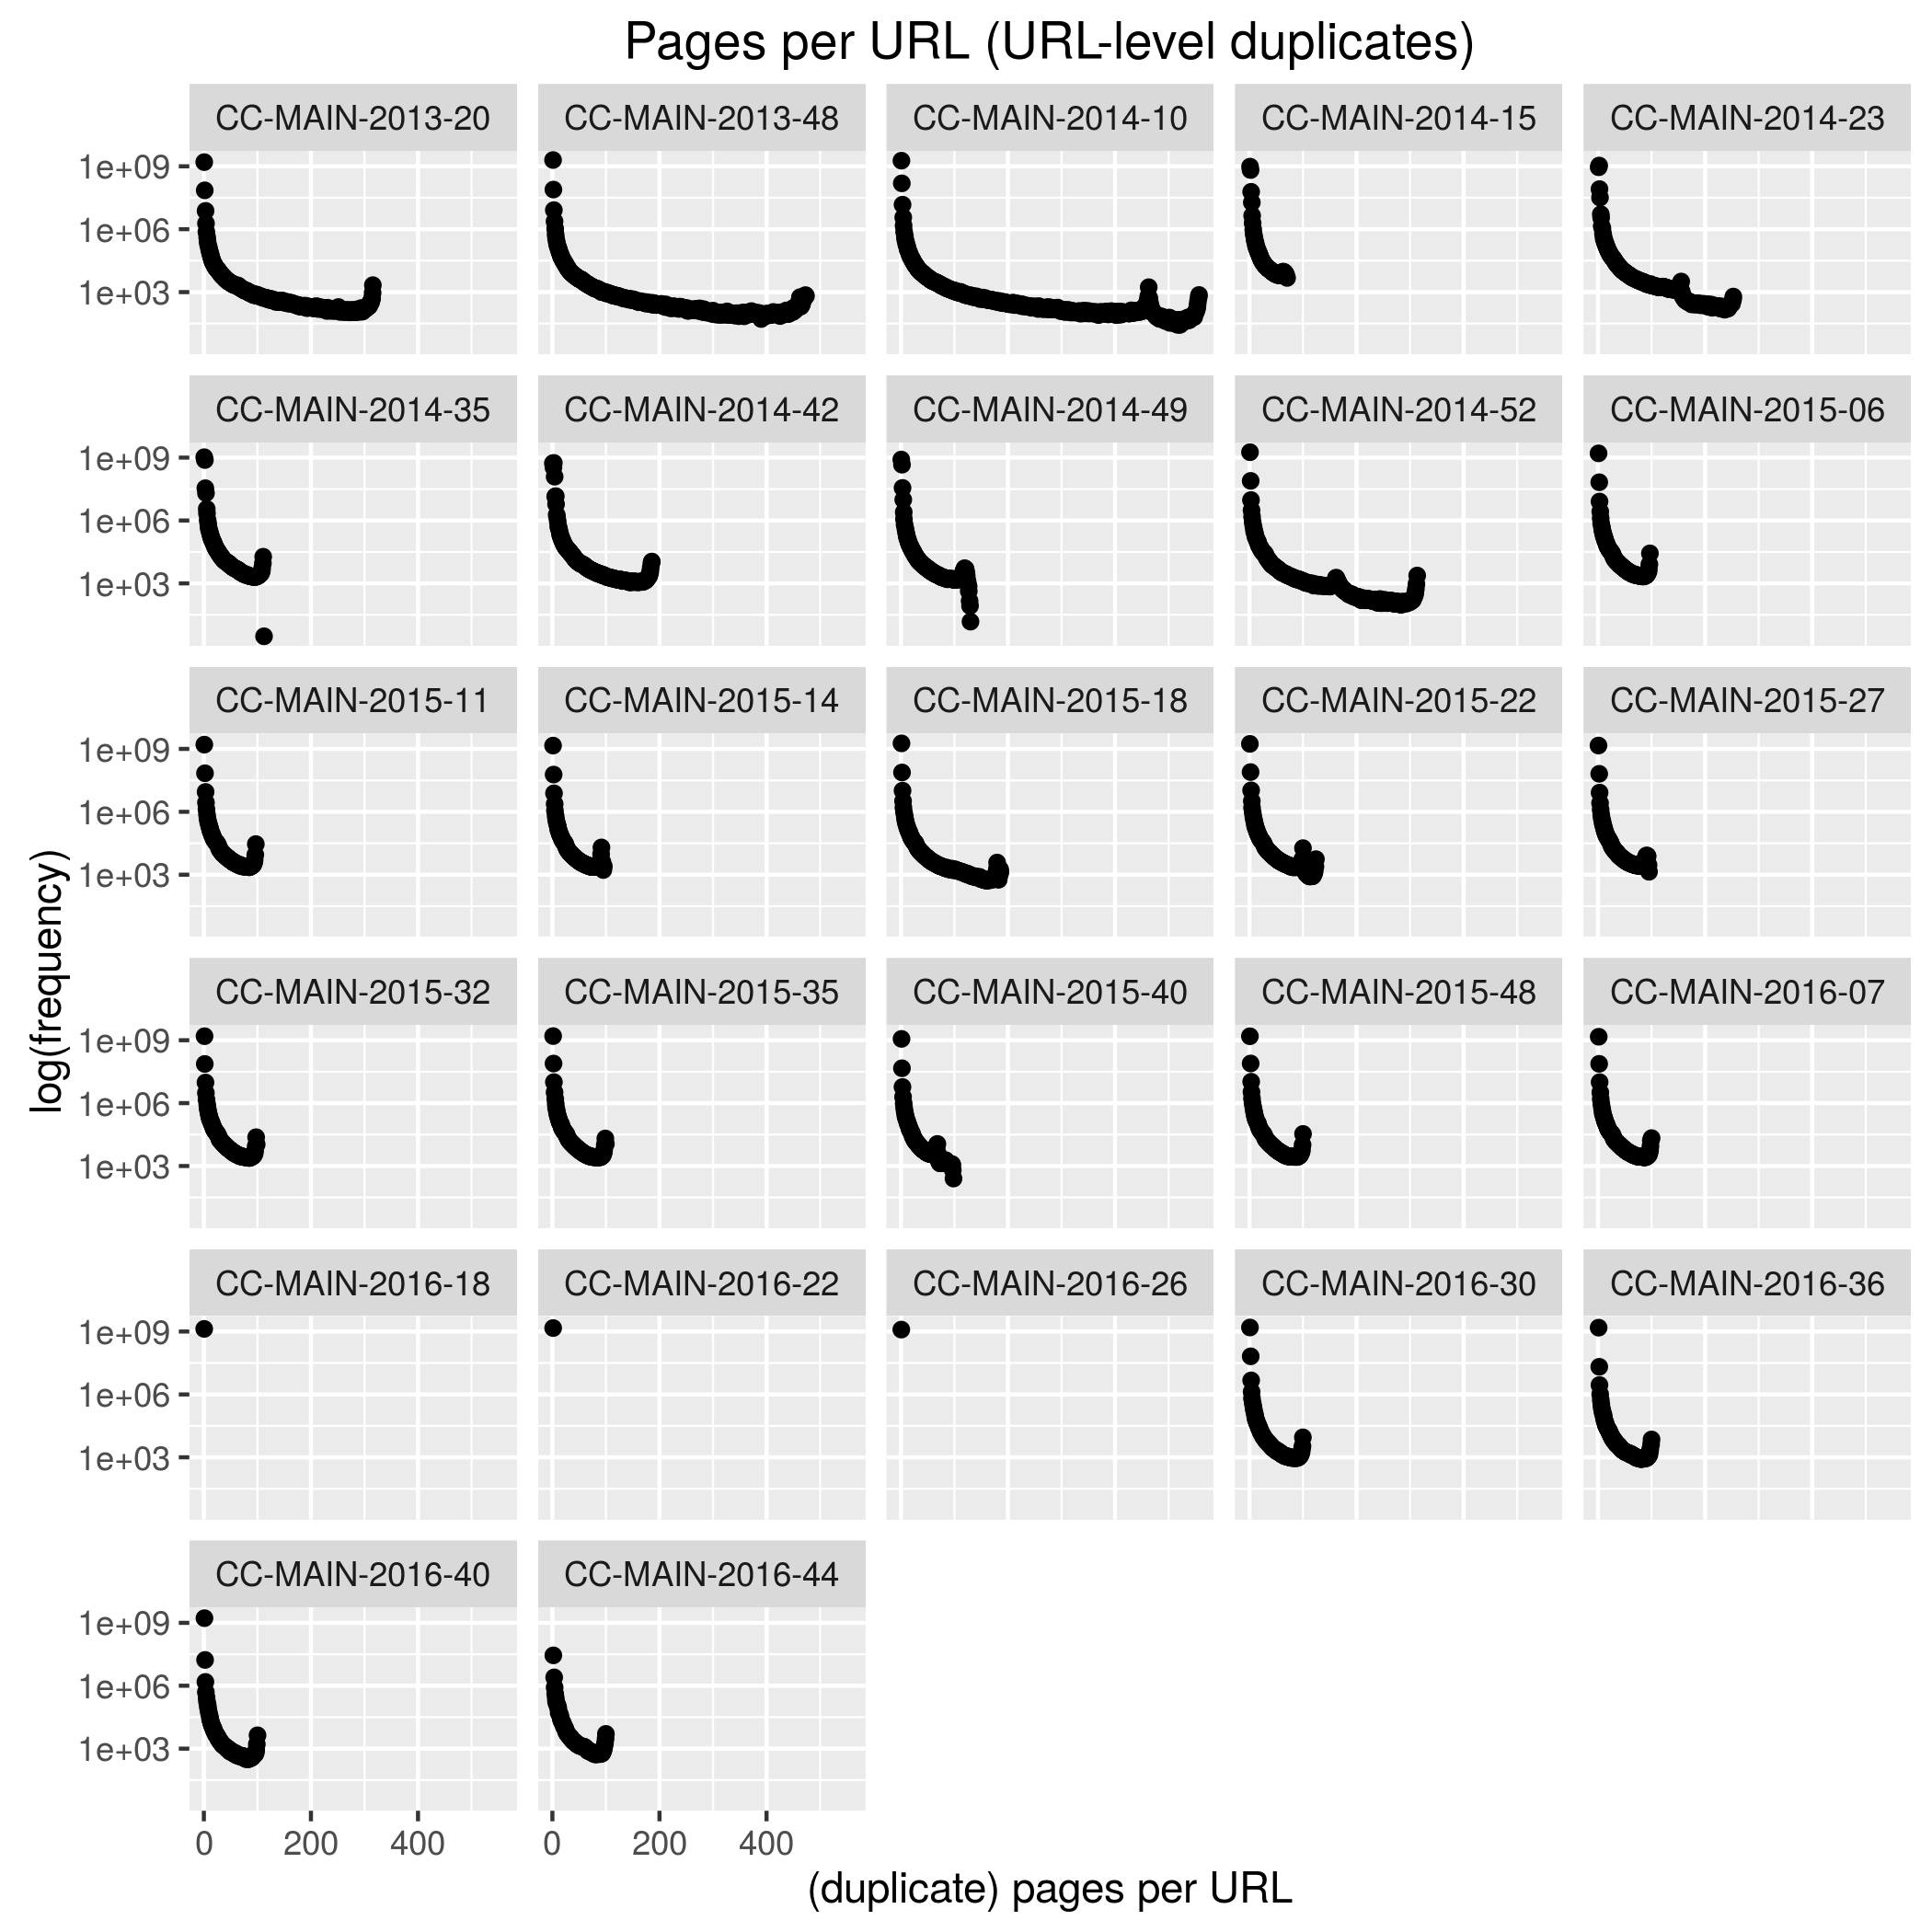 Pages per URL (URL-level duplicates)
CC-MAIN-2013-20 CC-MAIN-2013-48 CC-MAIN-2014-10 CC-MAIN-2014-15 CC-MAIN-2014-23
1e+09
1e+06
1e+03
CC-MAIN-2014-35 CC-MAIN-2014-42 CC-MAIN-2014-49 CC-MAIN-2014-52 CC-MAIN-2015-06
1e+09
1e+06
1e+03
CC-MAIN-2015-11 CC-MAIN-2015-14 CC-MAIN-2015-18 CC-MAIN-2015-22 CC-MAIN-2015-27
1e+09
1e+06
1e+03
log(frequency)
CC-MAIN-2015-32 CC-MAIN-2015-35 CC-MAIN-2015-40 CC-MAIN-2015-48 CC-MAIN-2016-07
1e+09
1e+06
1e+03
CC-MAIN-2016-18 CC-MAIN-2016-22 CC-MAIN-2016-26 CC-MAIN-2016-30 CC-MAIN-2016-36
1e+09
1e+06
1e+03
CC-MAIN-2016-40 CC-MAIN-2016-44
1e+09
1e+06
1e+03
0 200 400 0 200 400
(duplicate) pages per URL